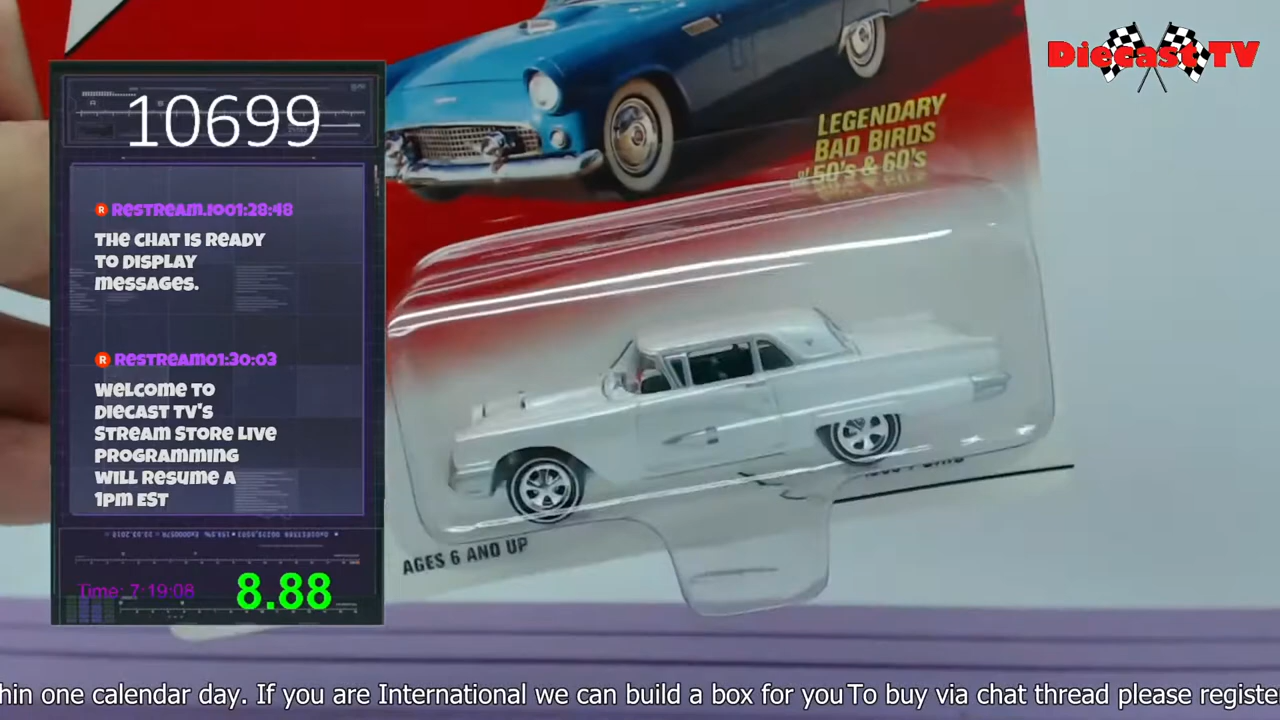 Diecast TV
10699
LEGENDARY
BAD BIRDS
of 50's & 60's
Restream.io01:28:48
The chat is ready
to display
messages.
Restream01:30:03
Welcome to
Diecast TV's
Stream Store Live
programming
will resume a
1pm EST
AGES 6 AND UP
Time: 7:19:08
8.88
hin one calendar day. If you are International we can build a box for youTo buy via chat thread please registe